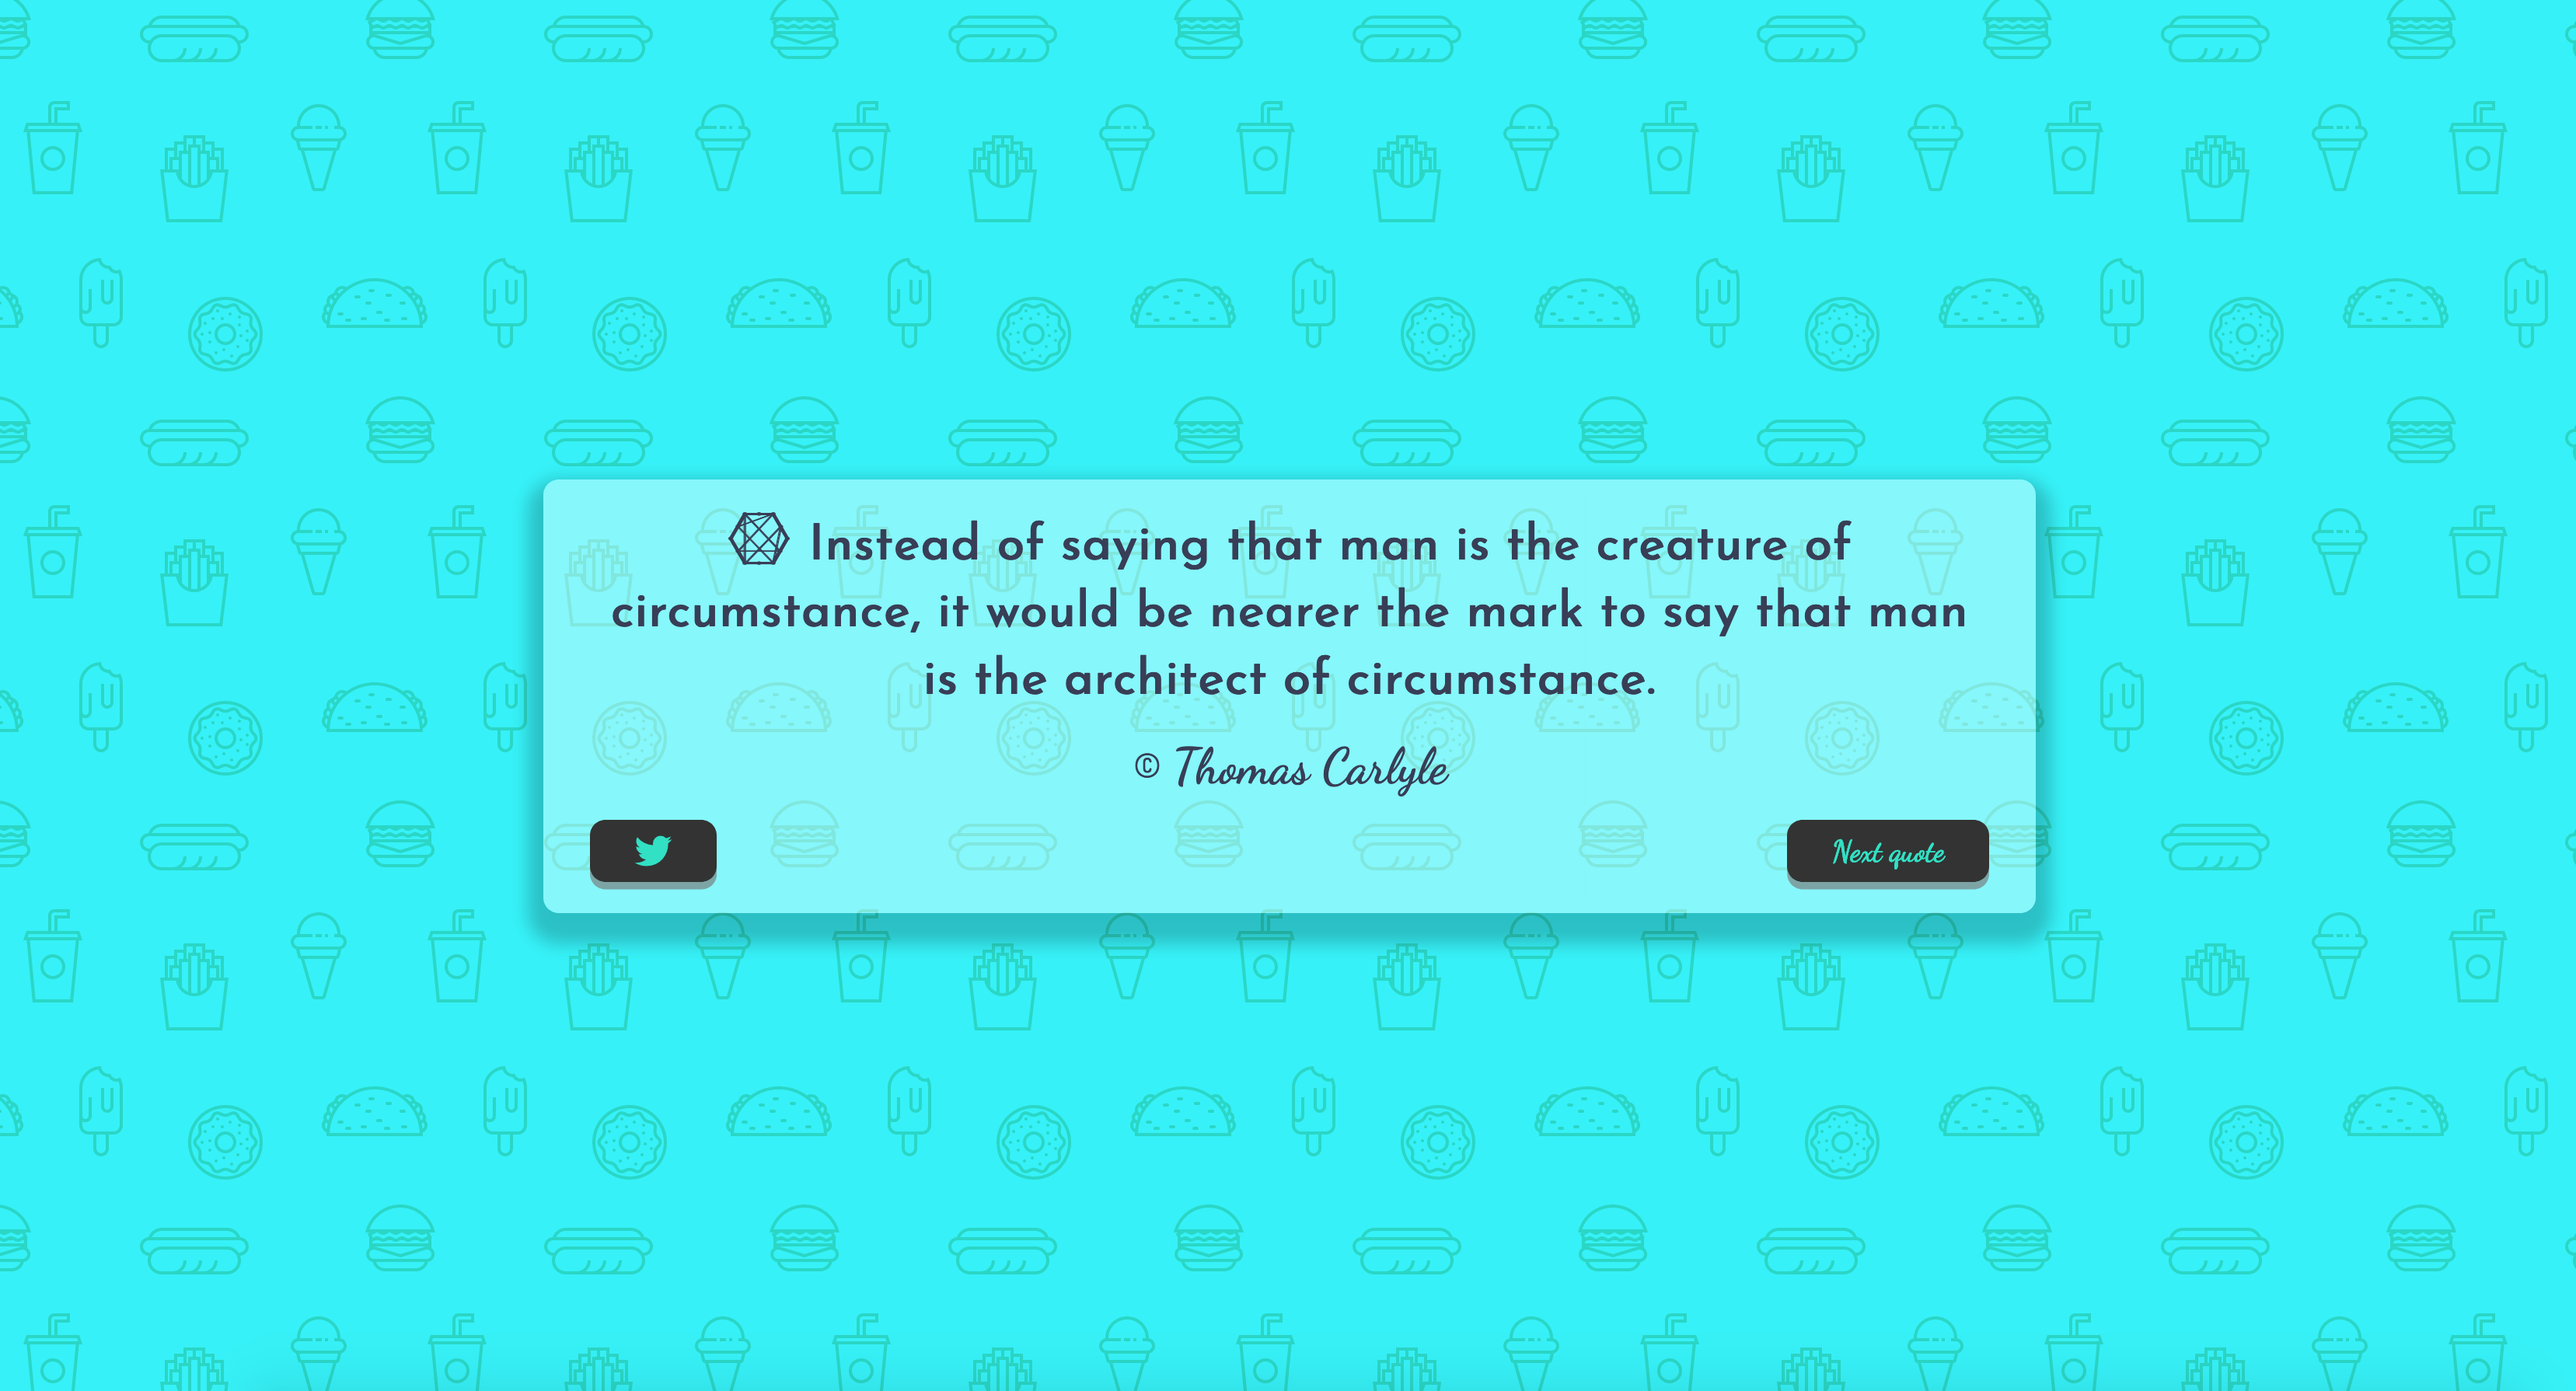 Instead of saying that man is the creature of
circumstance, it would be nearer the mark to say that man
is the architect of circumstance.
© Thomas Carlyle
Next quote